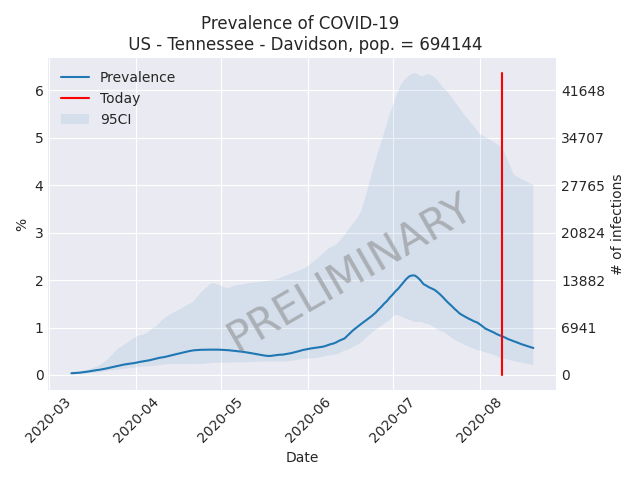 Prevalence of COVID-19
US - Tennessee - Davidson, pop. = 694144
Prevalence
Today
95CI
PRELIMINARY
%
6
5
4
3
2
1
0
41648
34707
27765
20824
13882
6941
0
# of infections
2020-03
2020-04
2020-05
2020-06
2020-07
2020-08
Date